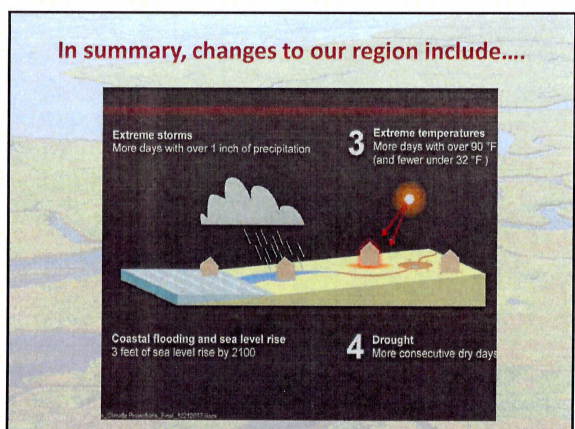 In summary, changes to our region include....
Extreme storms
More days with over 1 inch of precipitation
3 Extreme temperatures
More days with over 90 °F
(and fewer under 32 °F )
Coastal flooding and sea level rise
3 feet of sea level rise by 2100
4 Drought
More consecutive dry days